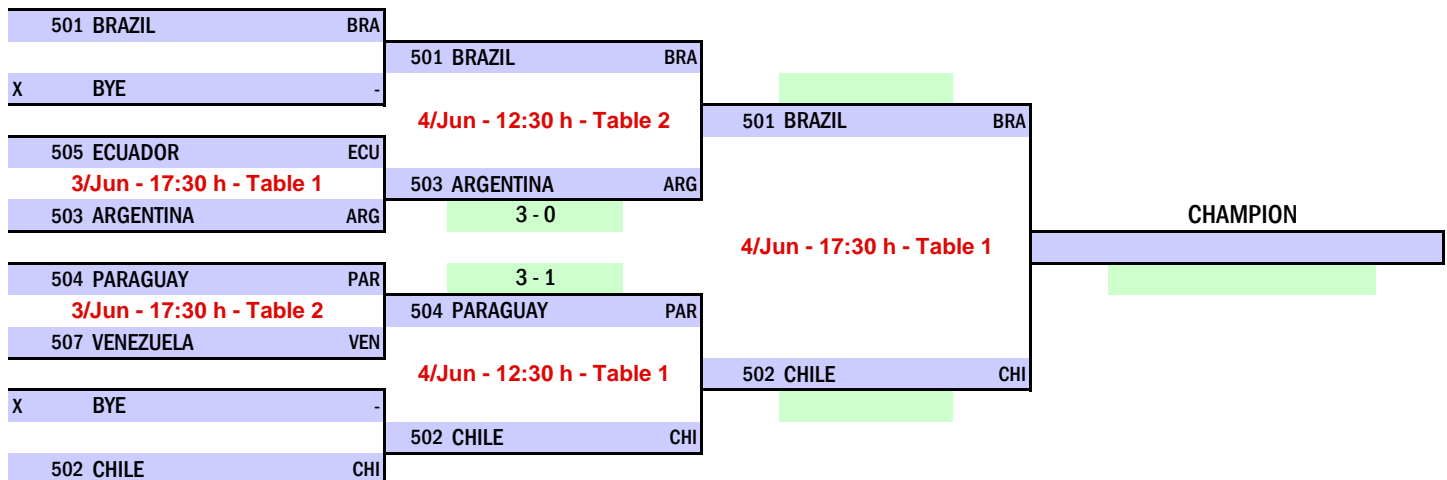 501 BRAZIL BRA
501 BRAZIL BRA
X BYE -
4/Jun - 12:30 h - Table 2
501 BRAZIL BRA
505 ECUADOR ECU
3/Jun - 17:30 h - Table 1
503 ARGENTINA ARG
503 ARGENTINA ARG
3 - 0
CHAMPION
4/Jun - 17:30 h - Table 1
504 PARAGUAY PAR
3 - 1
3/Jun - 17:30 h - Table 2
504 PARAGUAY PAR
507 VENEZUELA VEN
4/Jun - 12:30 h - Table 1
502 CHILE CHI
X BYE -
502 CHILE CHI
502 CHILE CHI